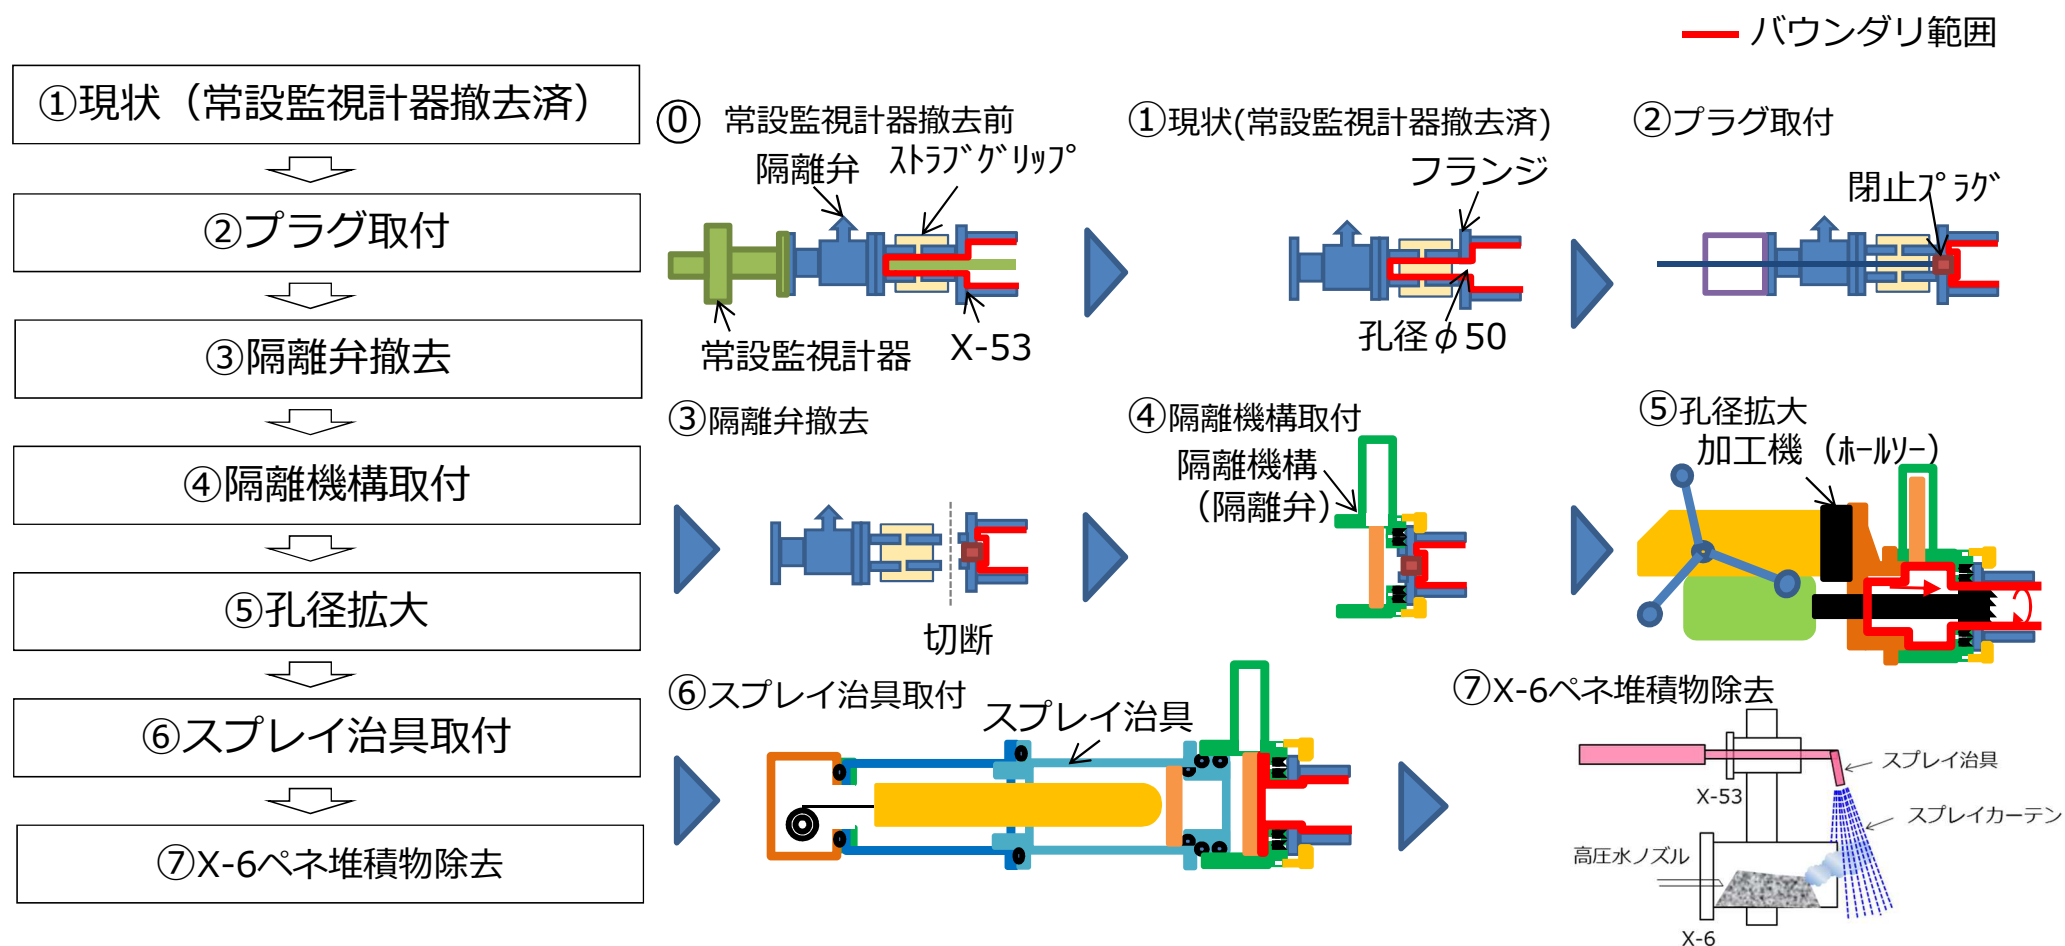 バウンダリ範囲
①現状（常設監視計器撤去済）
②プラグ取付
③隔離弁撤去
④隔離機構取付
⑤孔径拡大
⑥スプレイ治具取付
⑦X-6ペネ堆積物除去
⓪ 常設監視計器撤去前
隔離弁
ｽﾄﾗﾌﾞｸﾞﾘｯﾌﾟ
常設監視計器
X-53
①現状(常設監視計器撤去済)
フランジ
孔径φ50
②プラグ取付
閉止ﾌﾟﾗｸﾞ
③隔離弁撤去
切断
④隔離機構取付
隔離機構
（隔離弁）
⑤孔径拡大
加工機（ﾎｰﾙｿｰ）
⑥スプレイ治具取付
スプレイ治具
⑦X-6ペネ堆積物除去
スプレイ治具
X-53
スプレイカーテン
高圧水ノズル
X-6